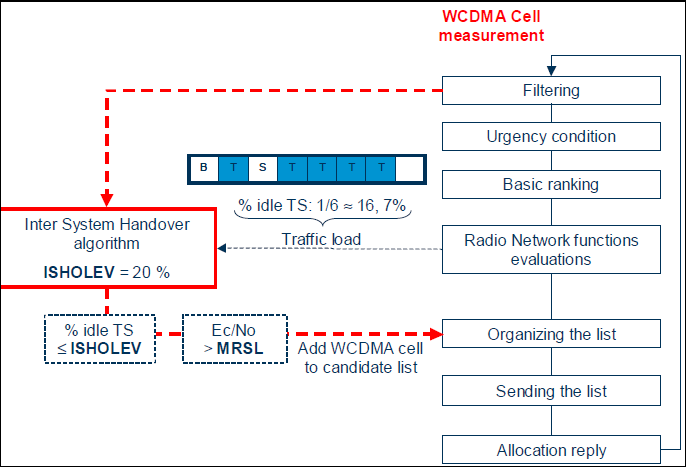 WCDMA Cell
measurement
Filtering
Urgency condition
B T S T T T T
Basic ranking
% idle TS: 1/6 ≈ 16, 7%
Inter System Handover
algorithm
ISHOLEV = 20 %
Traffic load
Radio Network functions
evaluations
% idle TS
≤ ISHOLEV
Ec/No
> MRSL
Add WCDMA cell
to candidate list
Organizing the list
Sending the list
Allocation reply